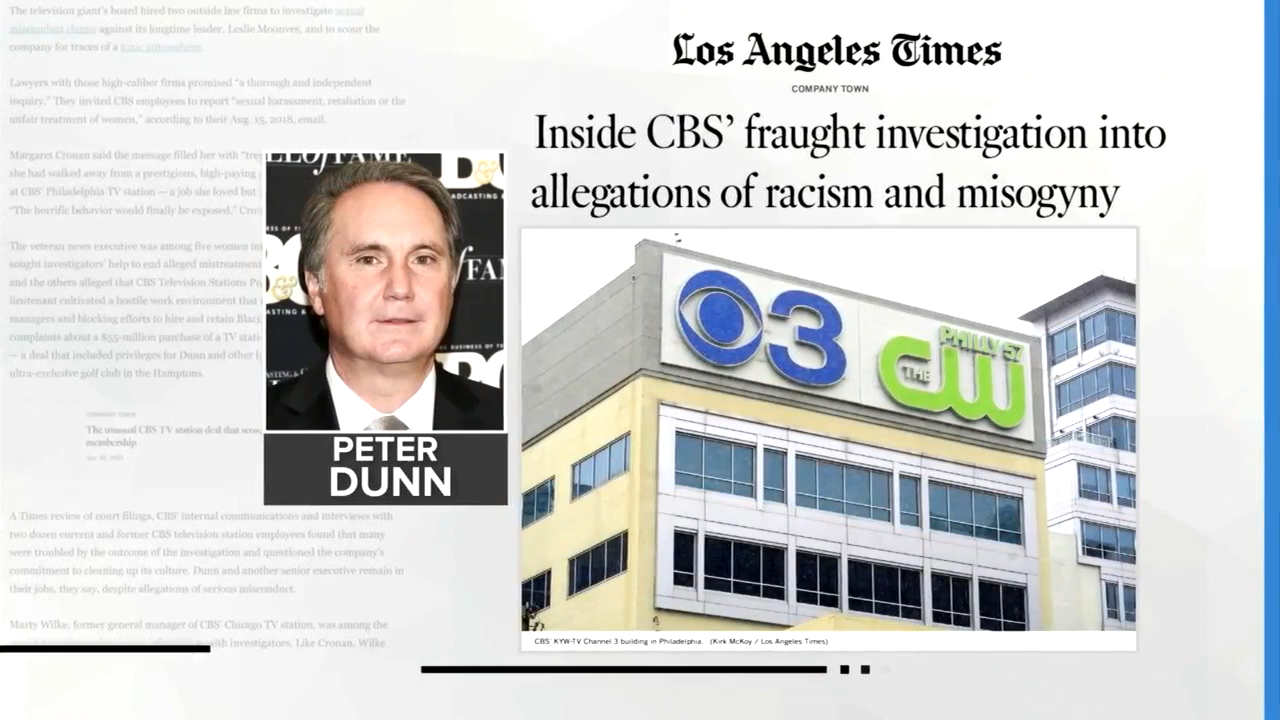 The television giant's board hired two outside law firms to investigate sexual
misconduct claims against its longtime leader, Leslie Moonves, and to scour the
company for traces of a toxic atmosphere.
Lawyers with those high-caliber firms promised "a thorough and independent
inquiry." They invited CBS employees to report "sexual harassment, retaliation or the
unfair treatment of women," according to their Aug. 15, 2018, email.
Margaret Cronan said the message filled her with
she had walked away from a prestigious, high-paying
at CBS' Philadelphia TV station — a job she loved but
"The horrific behavior would finally be exposed,"
The veteran news executive was among five women
sought investigators' help to end alleged mistreatment
and the others alleged that CBS Television Stations
lieutenant cultivated a hostile work environment that
managers and blocking efforts to hire and retain
complaints about a $55-million purchase of a TV
— a deal that included privileges for Dunn and other
ultra-exclusive golf club in the Hamptons.
COMPANY TOWN
The unusual CBS TV station deal that
membership
A Times review of court filings, CBS' internal communications and interviews with
two dozen current and former CBS television station employees found that many
were troubled by the outcome of the investigation and questioned the company's
commitment to cleaning up its culture. Dunn and another senior executive remain in
their jobs, they say, despite allegations of serious misconduct.
Marty Wilke, former general manager of CBS' Chicago TV station, was among the
with investigators. Like Cronan, Wilke
FAME
B&C
PETER
DUNN
Los Angeles Times
COMPANY TOWN
Inside CBS' fraught investigation into
allegations of racism and misogyny
3
PHILLY 57
THE
CW
CBS' KYW-TV Channel 3 building in Philadelphia. (Kirk McKoy / Los Angeles Times)